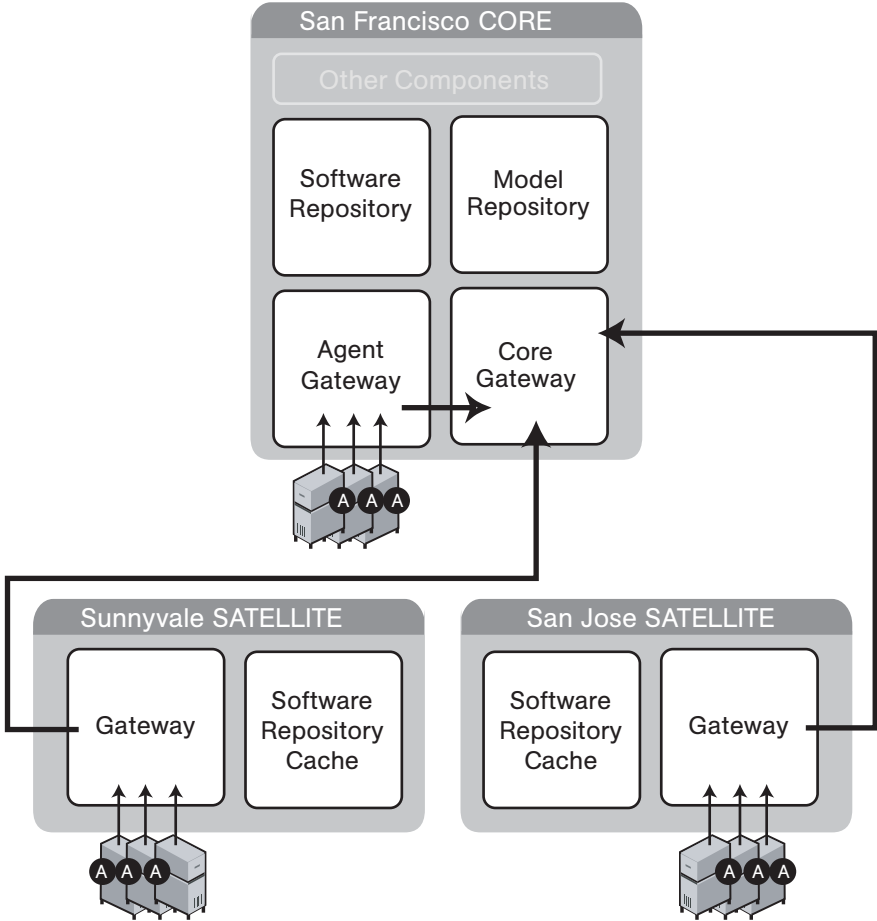 San Francisco CORE
Other Components
Software
Repository
Model
Repository
Agent
Gateway
Core
Gateway
A A A
Sunnyvale SATELLITE
Gateway
Software
Repository
Cache
A A A
San Jose SATELLITE
Software
Repository
Cache
Gateway
A A A